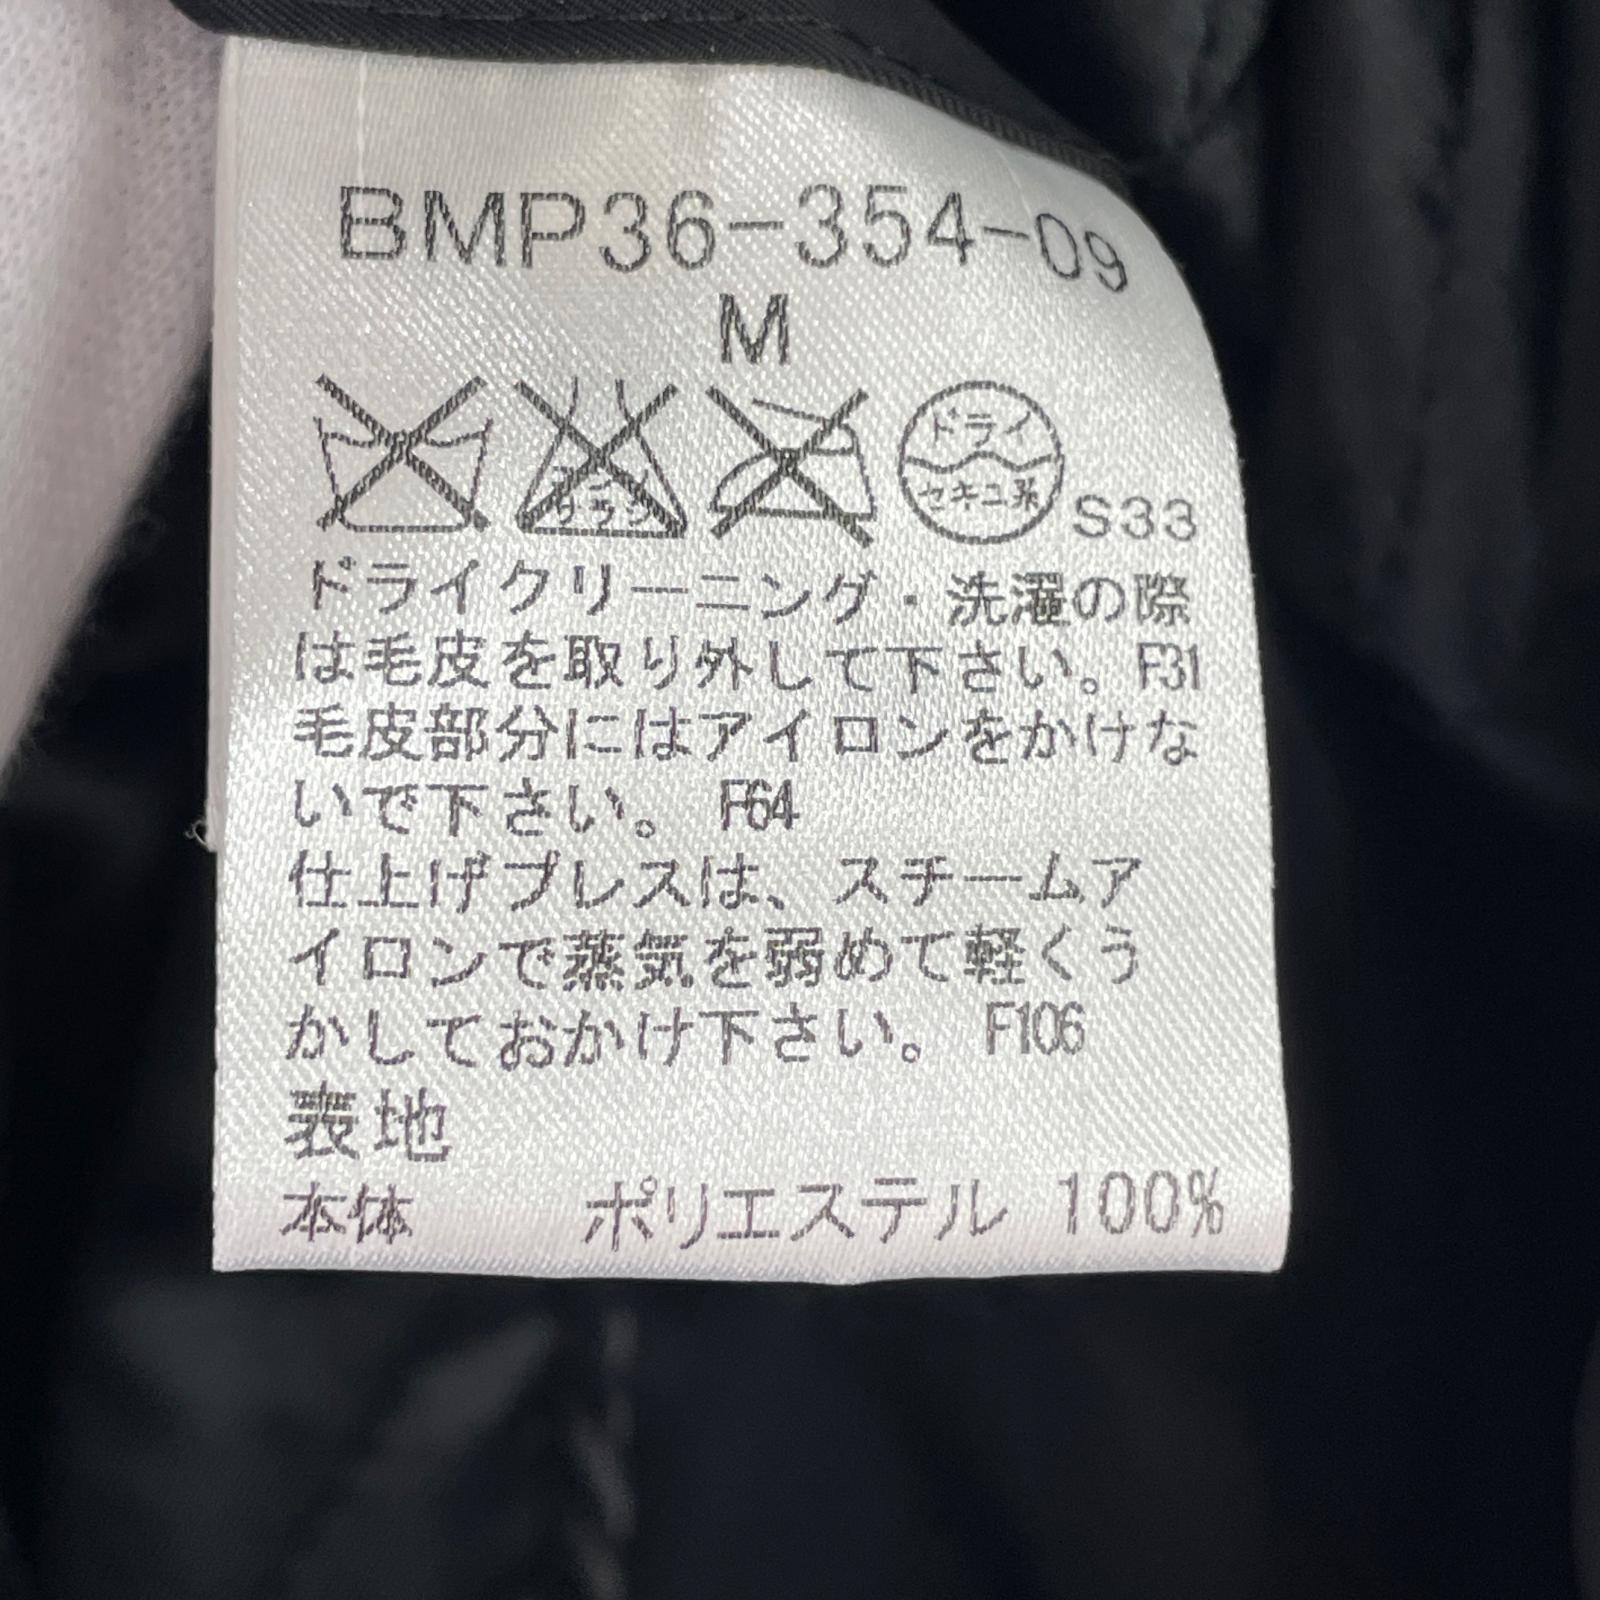 BMP36-354-09
M
ドライ
セキユ系
S33
ドライクリーニング・洗濯の際
は毛皮を取り外して下さい。F31
毛皮部分にはアイロンをかけな
いで下さい。 F64
仕上げプレスは、スチームア
イロンで蒸気を弱めて軽くう
かしておかけ下さい。 F106
表地
本体 ポリエステル 100%